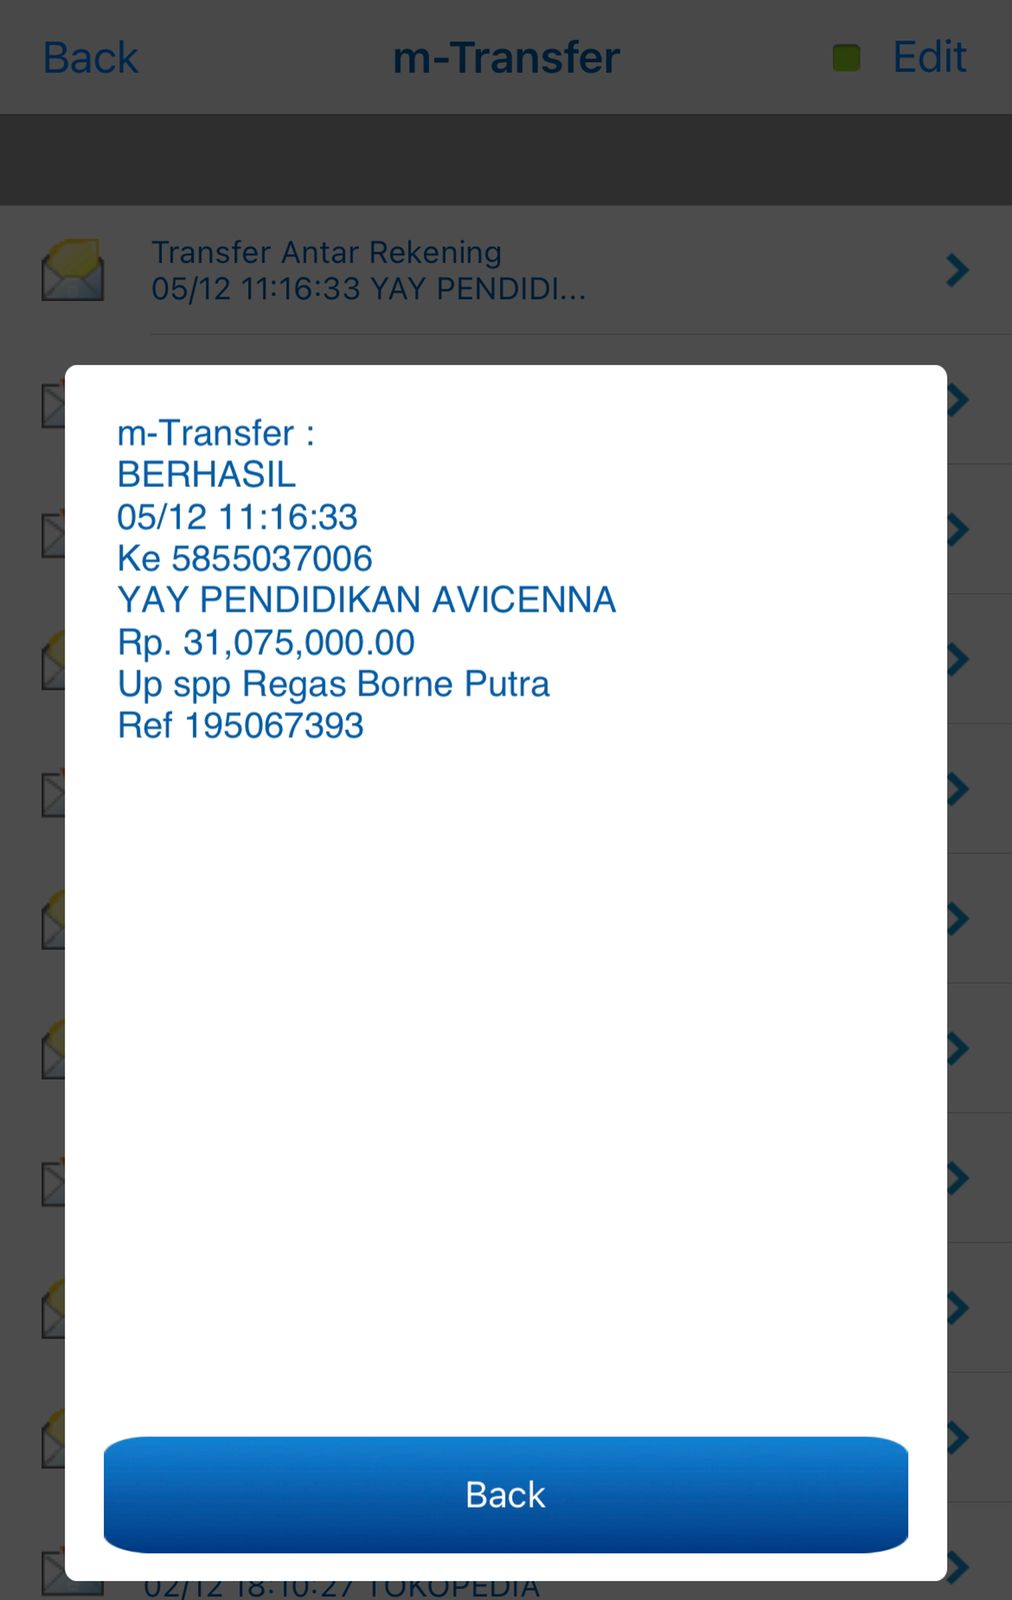 Back m-Transfer Edit
Transfer Antar Rekening
05/12 11:16:33 YAY PENDIDI...
m-Transfer :
BERHASIL
05/12 11:16:33
Ke 5855037006
YAY PENDIDIKAN AVICENNA
Rp. 31,075,000.00
Up spp Regas Borne Putra
Ref 195067393
Back
02/12 18:10:27 TOKOPEDIA